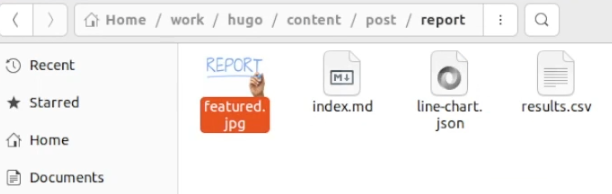 Home / work / hugo / content / post / report
Recent
Starred
Home
Documents
REPORT
featured.
jpg
index.md
line-chart.
json
results.csv